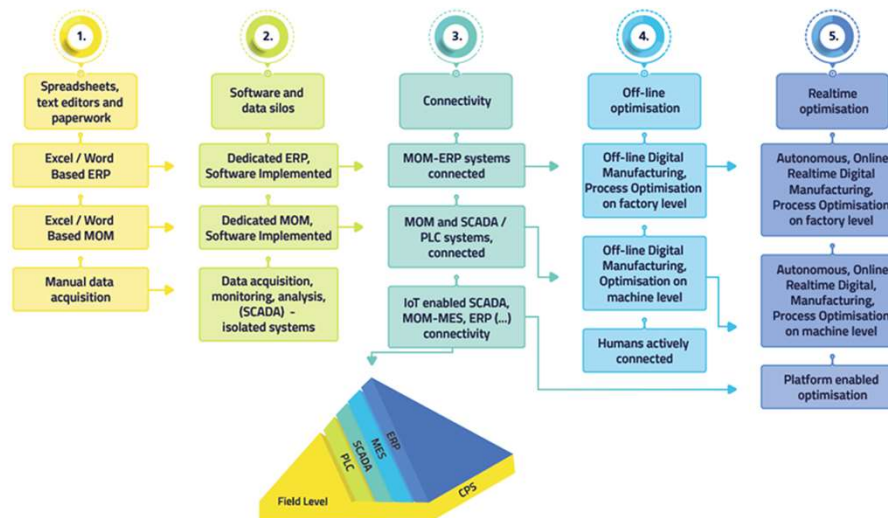 1.
Spreadsheets,
text editors and
paperwork
Excel / Word
Based ERP
Excel / Word
Based MOM
Manual data
acquisition
2.
Software and
data silos
Dedicated ERP,
Software Implemented
Dedicated MOM,
Software Implemented
Data acquisition,
monitoring, analysis,
(SCADA) -
isolated systems
3.
Connectivity
MOM-ERP systems
connected
MOM and SCADA /
PLC systems,
connected
IoT enabled SCADA,
MOM-MES, ERP (...)
connectivity
4.
Off-line
optimisation
Off-line Digital
Manufacturing,
Process Optimisation
on factory level
Off-line Digital
Manufacturing,
Optimisation on
machine level
Humans actively
connected
5.
Realtime
optimisation
Autonomous, Online
Realtime Digital
Manufacturing,
Process Optimisation
on factory level
Autonomous, Online
Realtime Digital,
Manufacturing,
Process Optimisation
on machine level
Platform enabled
optimisation
Field Level
PLC
SCADA
MES
ERP
CPS